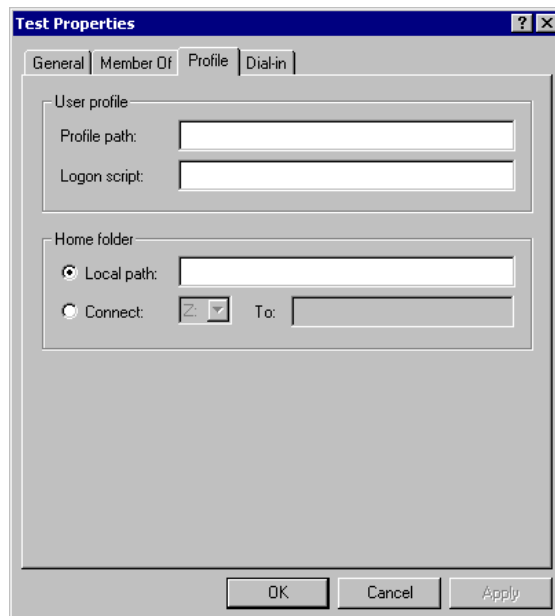 Test Properties
General Member Of Profile Dial-in
User profile
Profile path:
Logon script:
Home folder
Local path:
Connect: Z: To:
OK Cancel Apply